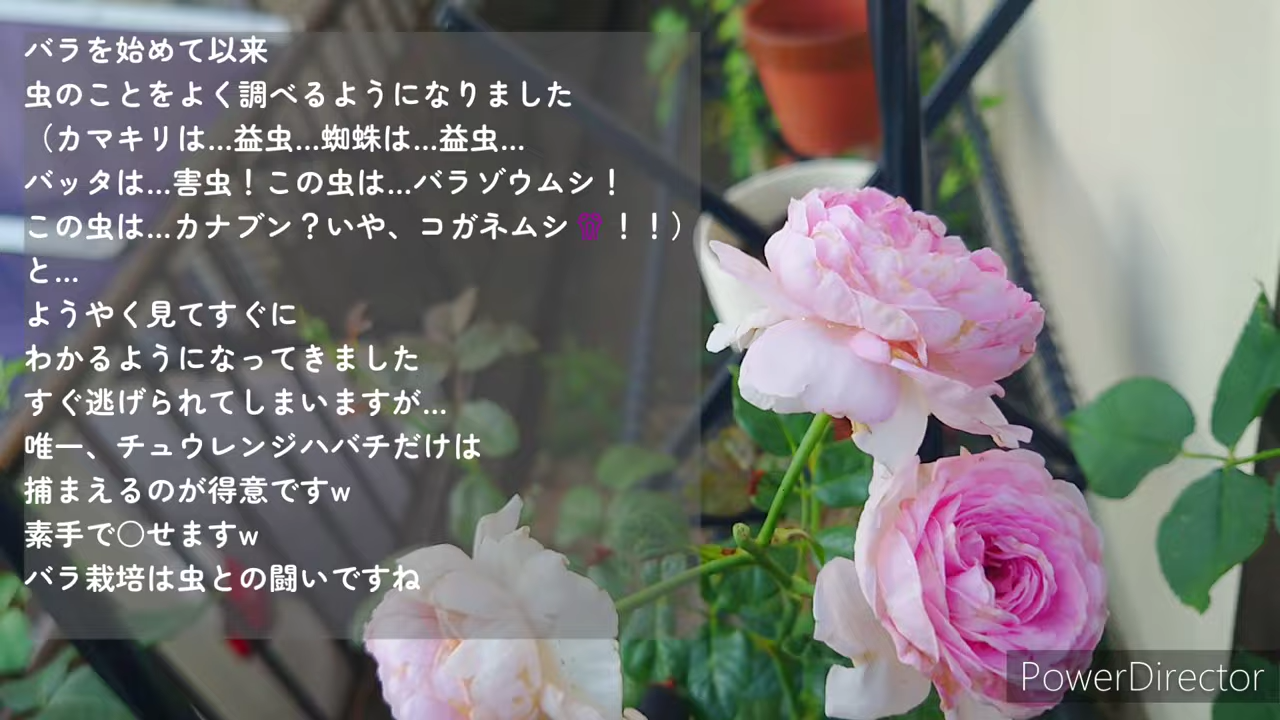 バラを始めて以来
虫のことをよく調べるようになりました
（カマキリは…益虫…蜘蛛は…益虫…
バッタは…害虫！この虫は…バラゾウムシ！
この虫は…カナブン？いや、コガネムシ💢！！）
と…
ようやく見てすぐに
わかるようになってきました
すぐ逃げられてしまいますが…
唯一、チュウレンジハバチだけは
捕まえるのが得意ですw
素手で〇せますw
バラ栽培は虫との闘いですね
PowerDirector